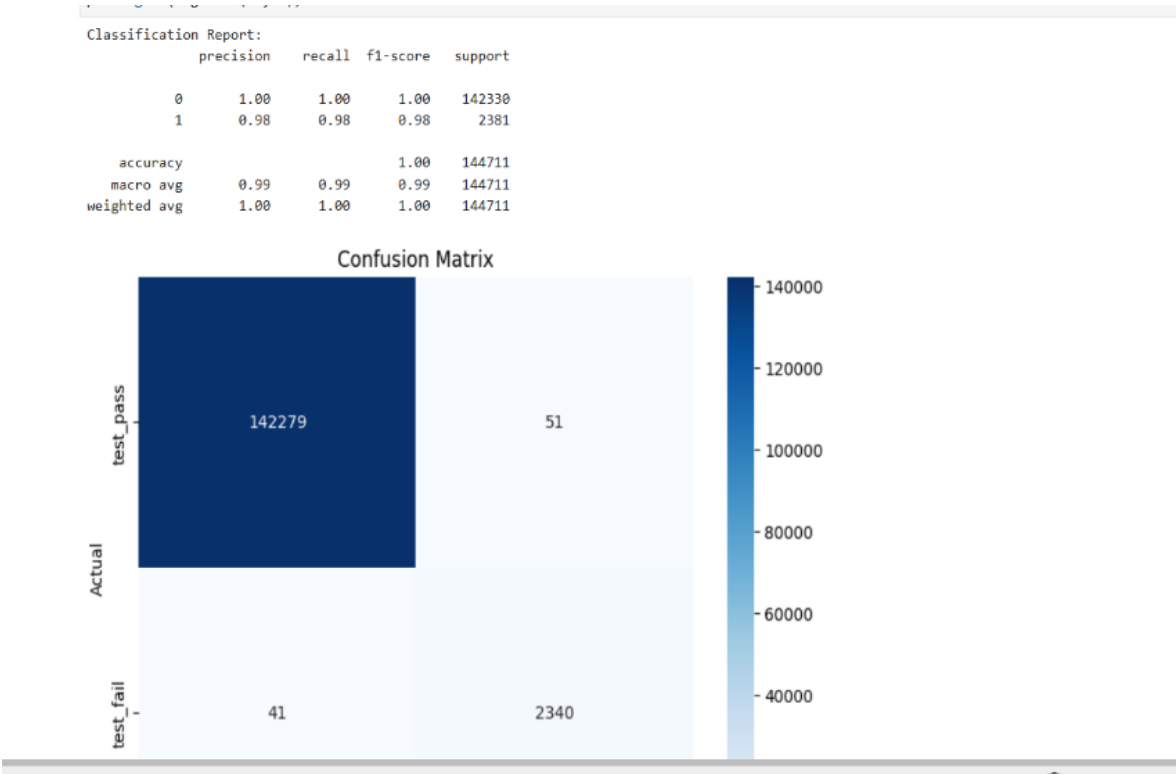 Classification Report:
precision recall f1-score support
0 1.00 1.00 1.00 142330
1 0.98 0.98 0.98 2381
accuracy 1.00 144711
macro avg 0.99 0.99 0.99 144711
weighted avg 1.00 1.00 1.00 144711
Confusion Matrix
140000
120000
100000
80000
60000
40000
Actual
test_pass
142279 51
test_fail
41 2340